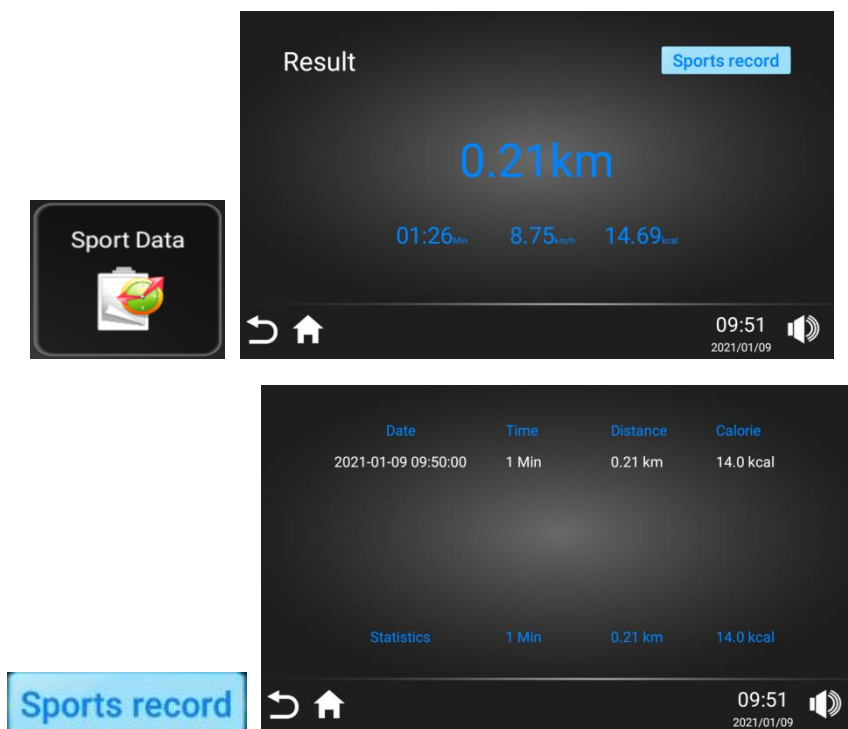 Result
Sports record
0.21km
Sport Data
01:26Min 8.75km/h 14.69kcal
09:51
2021/01/09
Date Time Distance Calorie
2021-01-09 09:50:00 1 Min 0.21 km 14.0 kcal
Statistics 1 Min 0.21 km 14.0 kcal
Sports record
09:51
2021/01/09